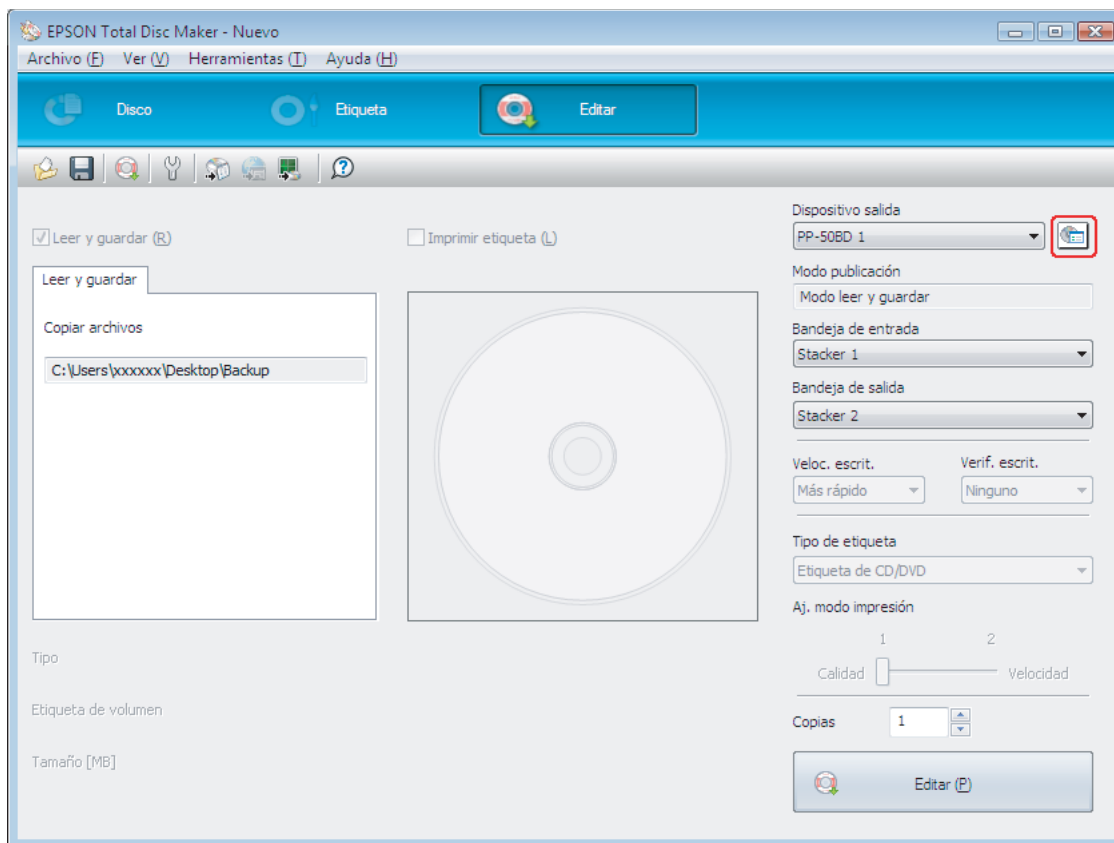 EPSON Total Disc Maker - Nuevo
Archivo (F) Ver (V) Herramientas (T) Ayuda (H)
Disco Etiqueta Editar
Leer y guardar (R)
Leer y guardar
Copiar archivos
C:\Users\xxxxxx\Desktop\Backup
Tipo
Etiqueta de volumen
Tamaño [MB]
Imprimir etiqueta (L)
Dispositivo salida
PP-50BD 1
Modo publicación
Modo leer y guardar
Bandeja de entrada
Stacker 1
Bandeja de salida
Stacker 2
Veloc. escrit. Verif. escrit.
Más rápido Ninguno
Tipo de etiqueta
Etiqueta de CD/DVD
Aj. modo impresión
1 2
Calidad Velocidad
Copias 1
Editar (P)